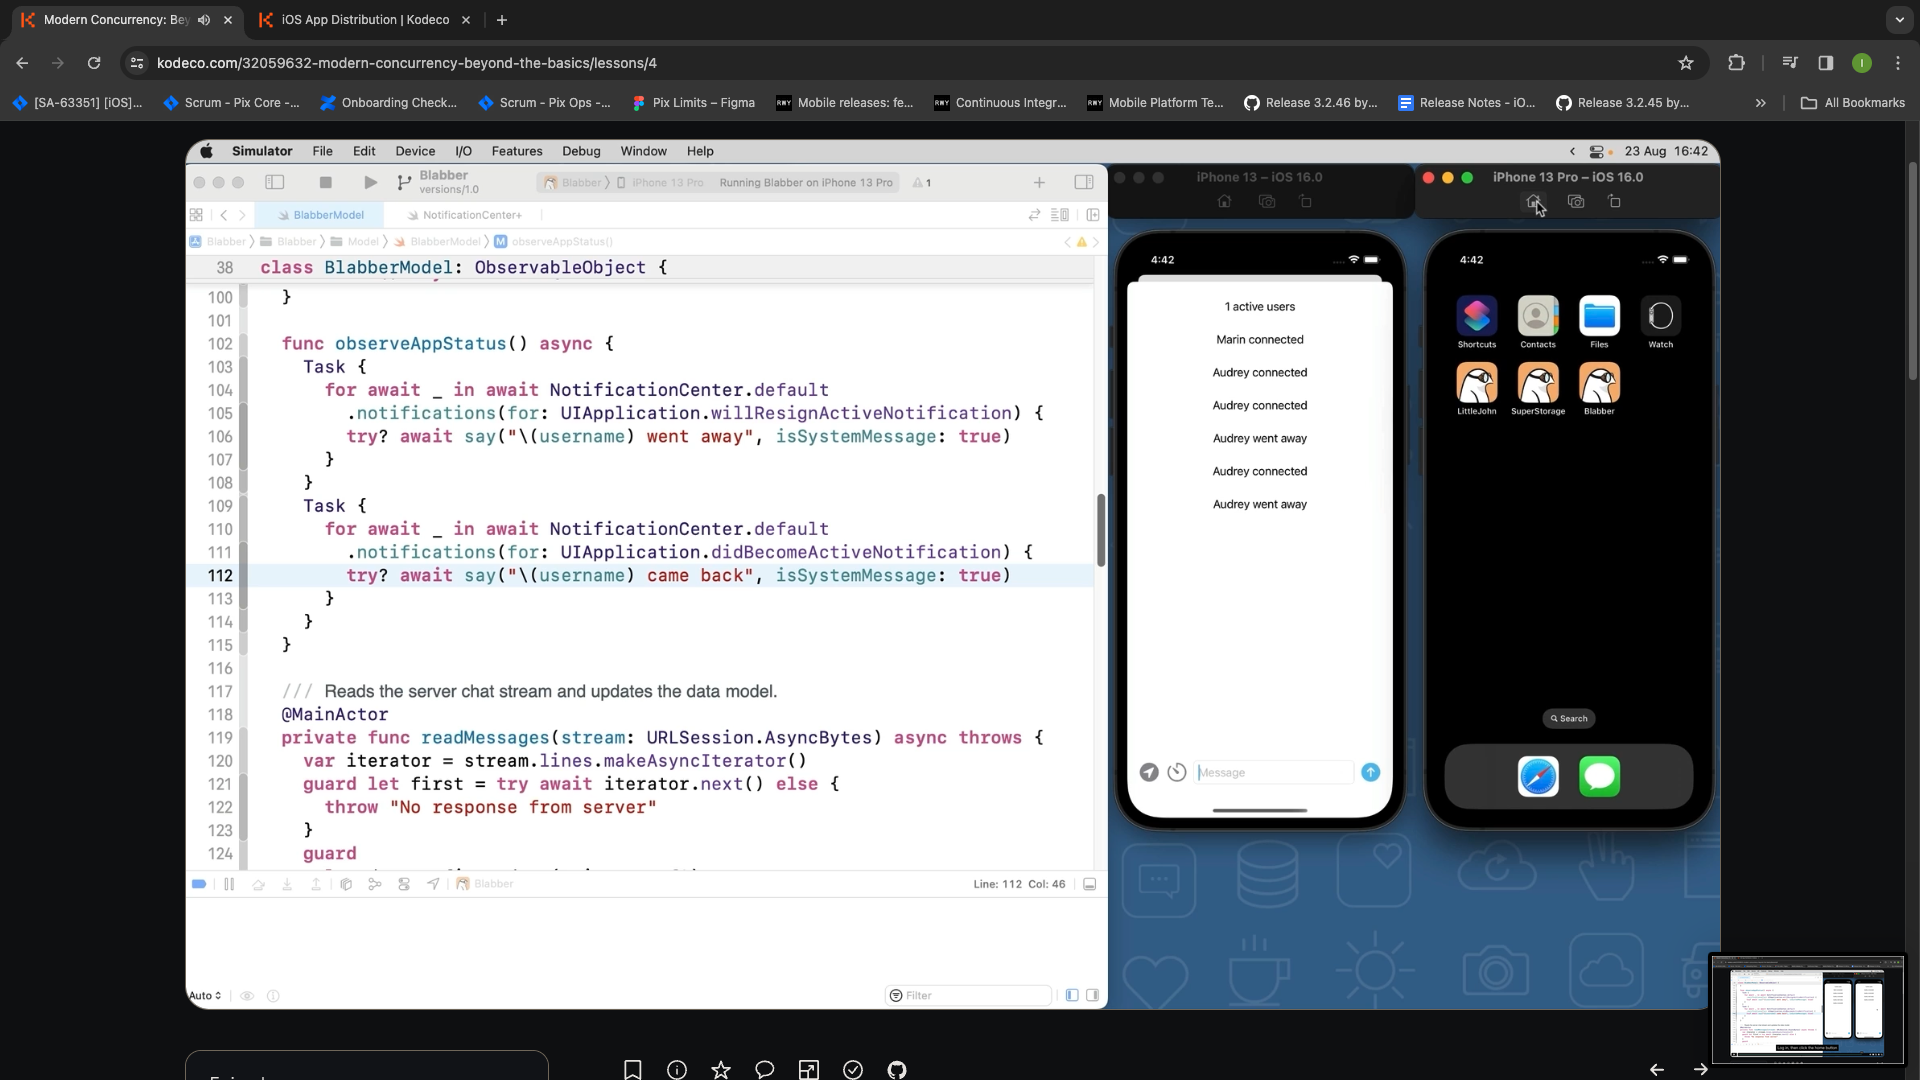 Modern Concurrency: Bey
iOS App Distribution | Kodeco
kodeco.com/32059632-modern-concurrency-beyond-the-basics/lessons/4
I
[SA-63351] [iOS]...
Scrum - Pix Core -...
Onboarding Check...
Scrum - Pix Ops -...
Pix Limits – Figma
RWY Mobile releases: fe...
RWY Continuous Integr...
RWY Mobile Platform Te...
Release 3.2.46 by...
Release Notes - iO...
Release 3.2.45 by...
All Bookmarks
Simulator File Edit Device I/O Features Debug Window Help
23 Aug 16:42
Blabber
versions/1.0
Blabber iPhone 13 Pro Running Blabber on iPhone 13 Pro 1
BlabberModel NotificationCenter+
Blabber Blabber Model BlabberModel M observeAppStatus()
38 class BlabberModel: ObservableObject {
100 }
101
102 func observeAppStatus() async {
103 Task {
104 for await _ in await NotificationCenter.default
105 .notifications(for: UIApplication.willResignActiveNotification) {
106 try? await say("\(username) went away", isSystemMessage: true)
107 }
108 }
109 Task {
110 for await _ in await NotificationCenter.default
111 .notifications(for: UIApplication.didBecomeActiveNotification) {
112 try? await say("\(username) came back", isSystemMessage: true)
113 }
114 }
115 }
116
117 /// Reads the server chat stream and updates the data model.
118 @MainActor
119 private func readMessages(stream: URLSession.AsyncBytes) async throws {
120 var iterator = stream.lines.makeAsyncIterator()
121 guard let first = try await iterator.next() else {
122 throw "No response from server"
123 }
124 guard
Blabber
Line: 112 Col: 46
Auto
Filter
iPhone 13 – iOS 16.0
4:42
1 active users
Marin connected
Audrey connected
Audrey connected
Audrey went away
Audrey connected
Audrey went away
Message
iPhone 13 Pro – iOS 16.0
4:42
Shortcuts Contacts Files Watch
LittleJohn SuperStorage Blabber
Search
Log in, then click the home button